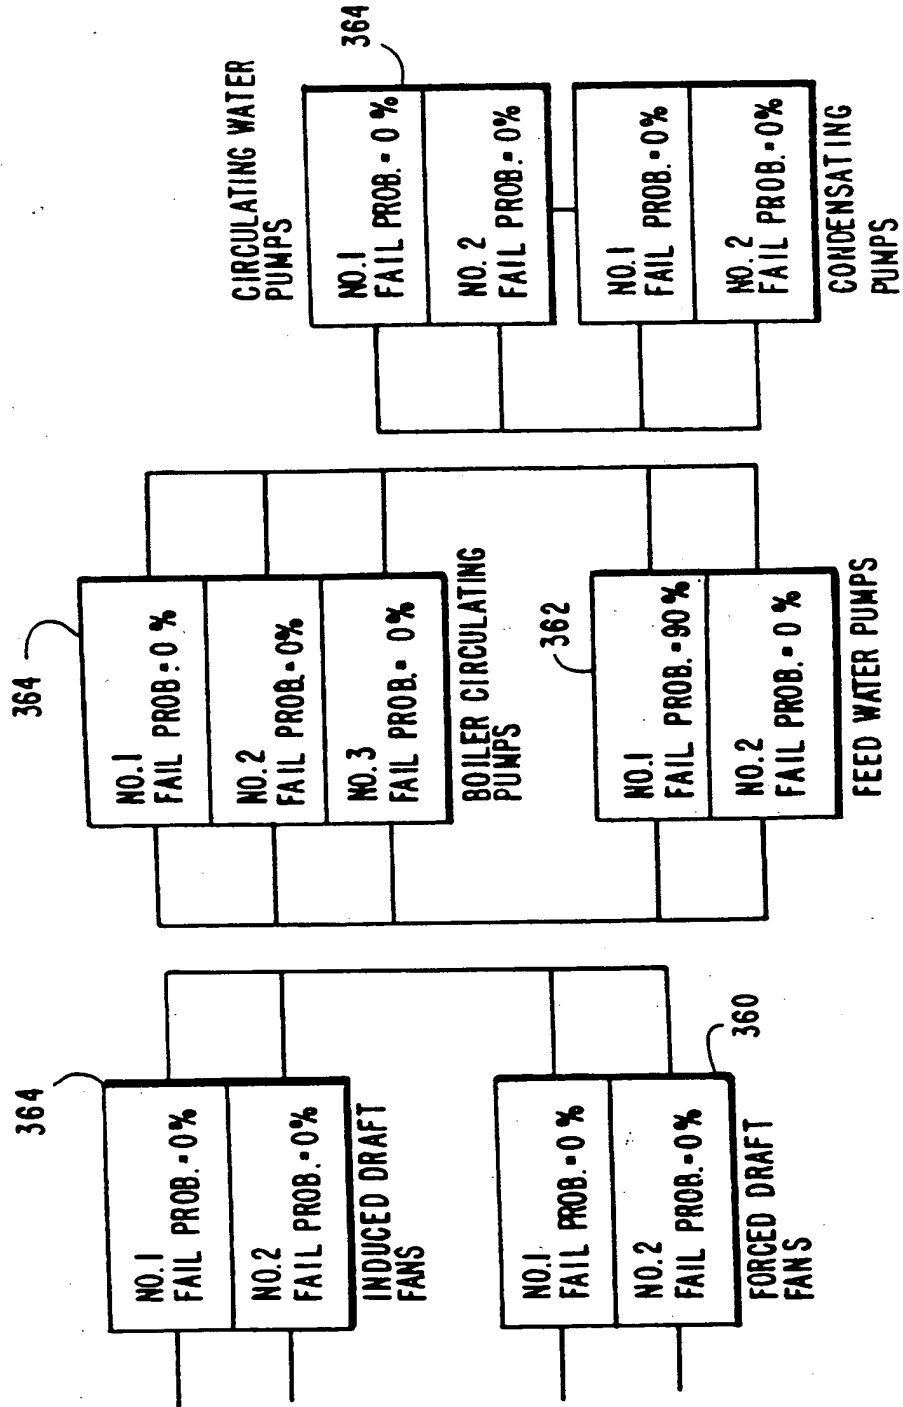 364
NO.1
FAIL PROB.=0%
NO.2
FAIL PROB.=0%
INDUCED DRAFT
FANS
NO.1
FAIL PROB.=0%
NO.2
FAIL PROB.=0%
360
FORCED DRAFT
FANS
364
NO.1
FAIL PROB.=0%
NO.2
FAIL PROB.=0%
NO.3
FAIL PROB.=0%
BOILER CIRCULATING
PUMPS
362
NO.1
FAIL PROB.=90%
NO.2
FAIL PROB.=0%
FEED WATER PUMPS
CIRCULATING WATER
PUMPS
364
NO.1
FAIL PROB.=0%
NO.2
FAIL PROB.=0%
NO.1
FAIL PROB.=0%
NO.2
FAIL PROB.=0%
CONDENSATING
PUMPS